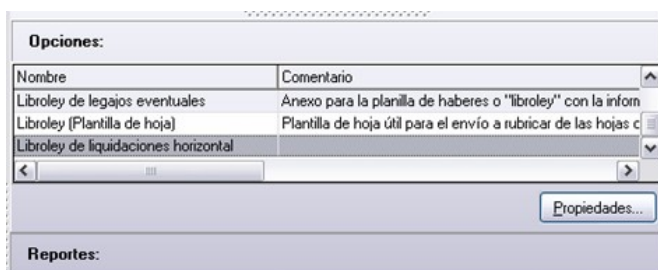 Opciones:
Nombre Comentario
Libroley de legajos eventuales Anexo para la planilla de haberes o "libroley" con la inform
Libroley (Plantilla de hoja) Plantilla de hoja útil para el envío a rubricar de las hojas c
Libroley de liquidaciones horizontal
Propiedades...
Reportes: